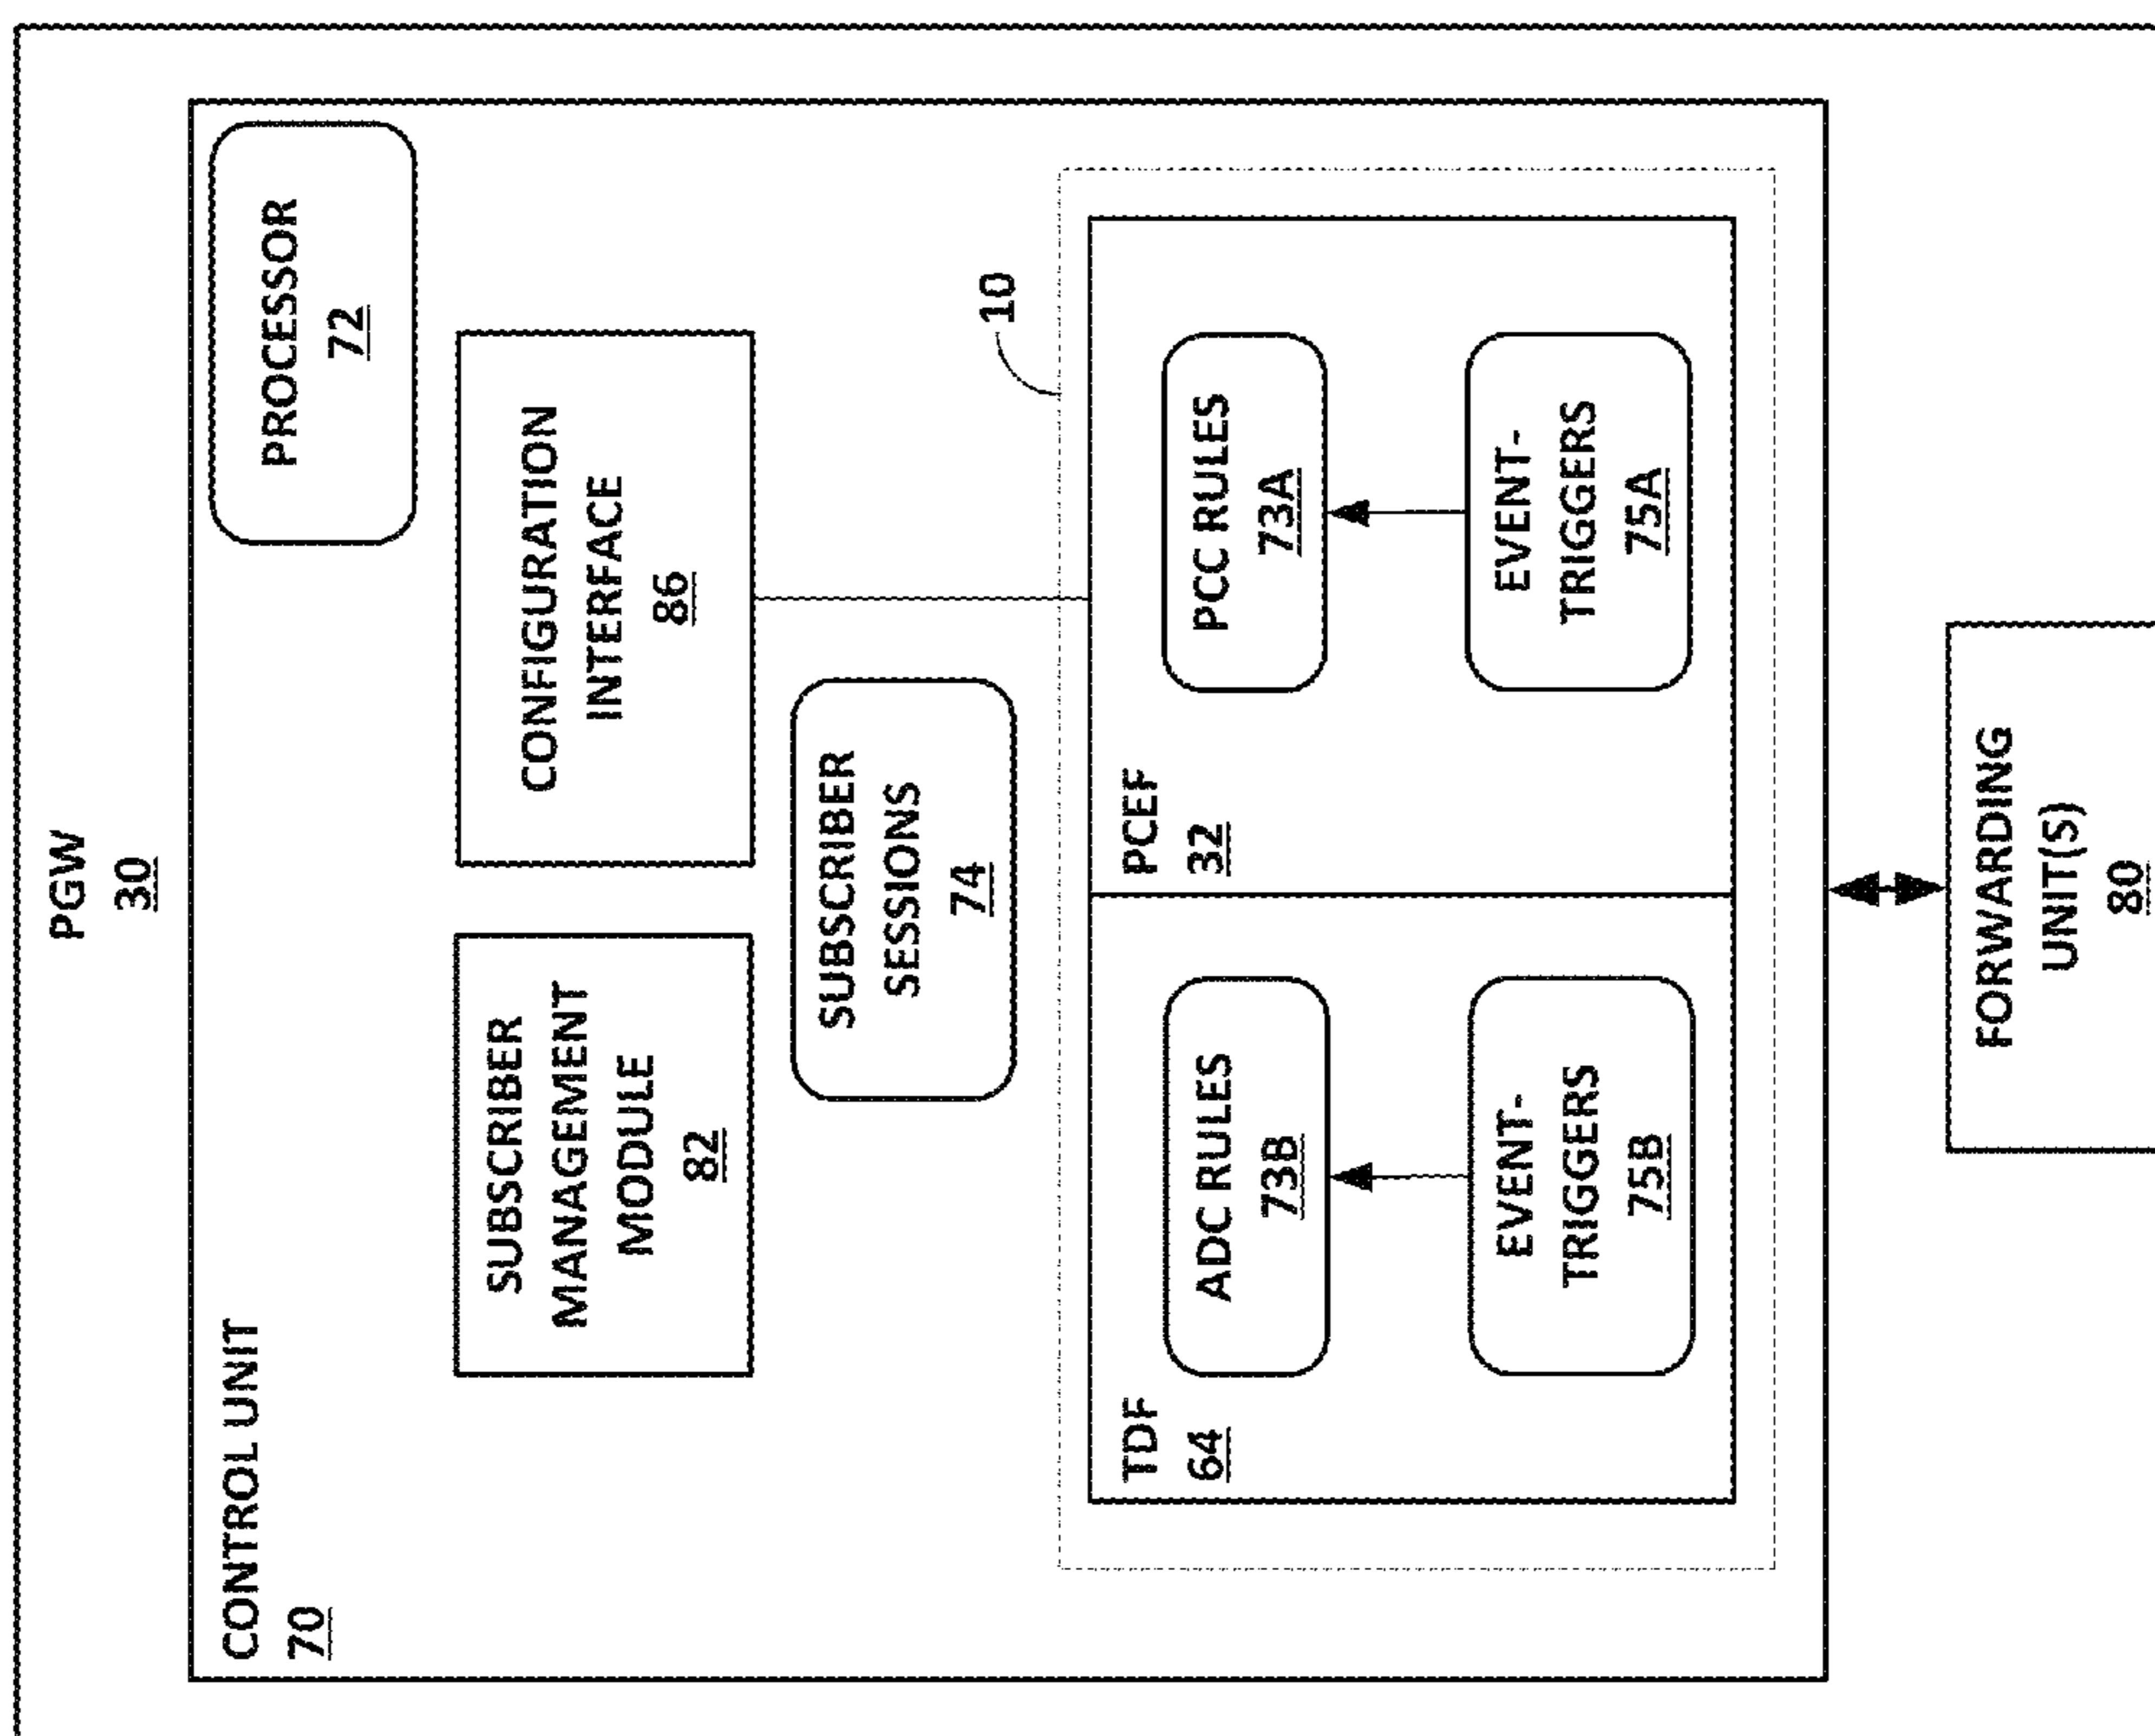 PGW
30
CONTROL UNIT
70
PROCESSOR
72
SUBSCRIBER
MANAGEMENT
MODULE
82
CONFIGURATION
INTERFACE
86
SUBSCRIBER
SESSIONS
74
10
TDF
64
ADC RULES
73B
EVENT-
TRIGGERS
75B
PCEF
32
PCC RULES
73A
EVENT-
TRIGGERS
75A
FORWARDING
UNIT(S)
80